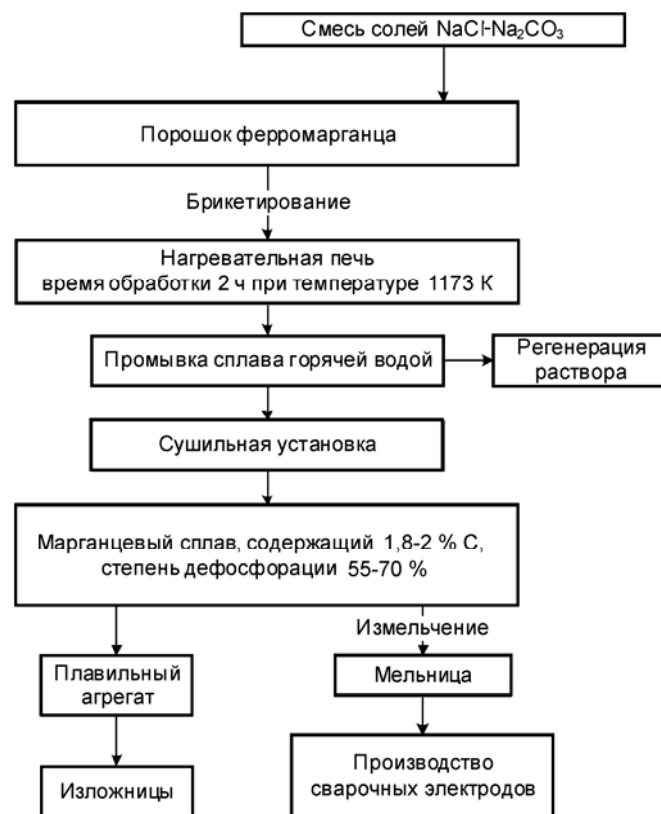 Смесь солей NaCl-Na₂CO₃
Порошок ферромарганца
Брикетирование
Нагревательная печь
время обработки 2 ч при температуре 1173 К
Промывка сплава горячей водой
Регенерация
раствора
Сушильная установка
Марганцевый сплав, содержащий 1,8-2 % С,
степень дефосфорации 55-70 %
Измельчение
Плавильный
агрегат
Мельница
Изложницы
Производство
сварочных электродов